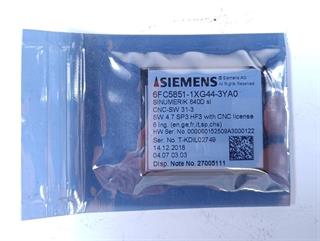 SIEMENS © Siemens AG
All Rights Reserved
6FC5851-1XG44-3YA0
SINUMERIK 840D sl
CNC-SW 31-3
SW 4.7 SP3 HF3 with CNC license
6 lng. (en,ge,fr,it,sp,chs)
HW Ser. No. 000060152509A3000122
Ser. No: T-KDIL02749
14.12.2018
04.07.03.03
Disp. Note No. 27005111